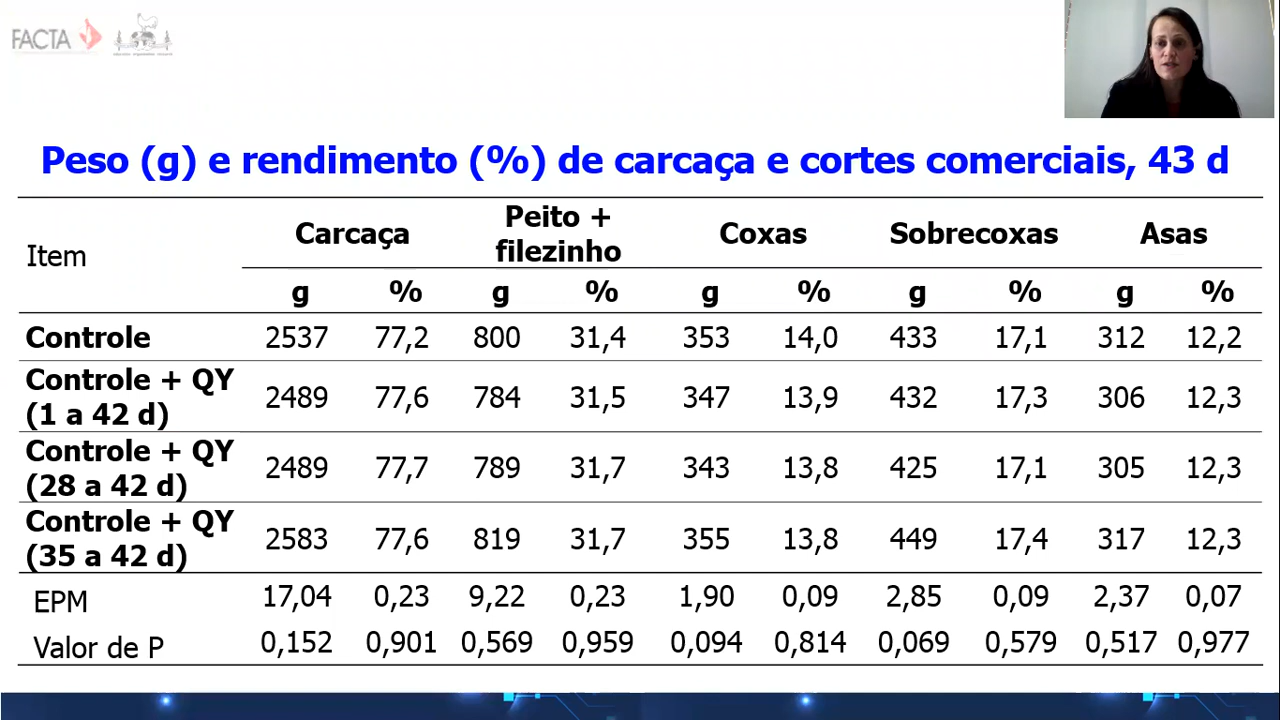 FACTA
Peso (g) e rendimento (%) de carcaça e cortes comerciais, 43 d
Item Carcaça Peito + filezinho Coxas Sobrecoxas Asas
g % g % g % g % g %
Controle 2537 77,2 800 31,4 353 14,0 433 17,1 312 12,2
Controle + QY (1 a 42 d) 2489 77,6 784 31,5 347 13,9 432 17,3 306 12,3
Controle + QY (28 a 42 d) 2489 77,7 789 31,7 343 13,8 425 17,1 305 12,3
Controle + QY (35 a 42 d) 2583 77,6 819 31,7 355 13,8 449 17,4 317 12,3
EPM 17,04 0,23 9,22 0,23 1,90 0,09 2,85 0,09 2,37 0,07
Valor de P 0,152 0,901 0,569 0,959 0,094 0,814 0,069 0,579 0,517 0,977